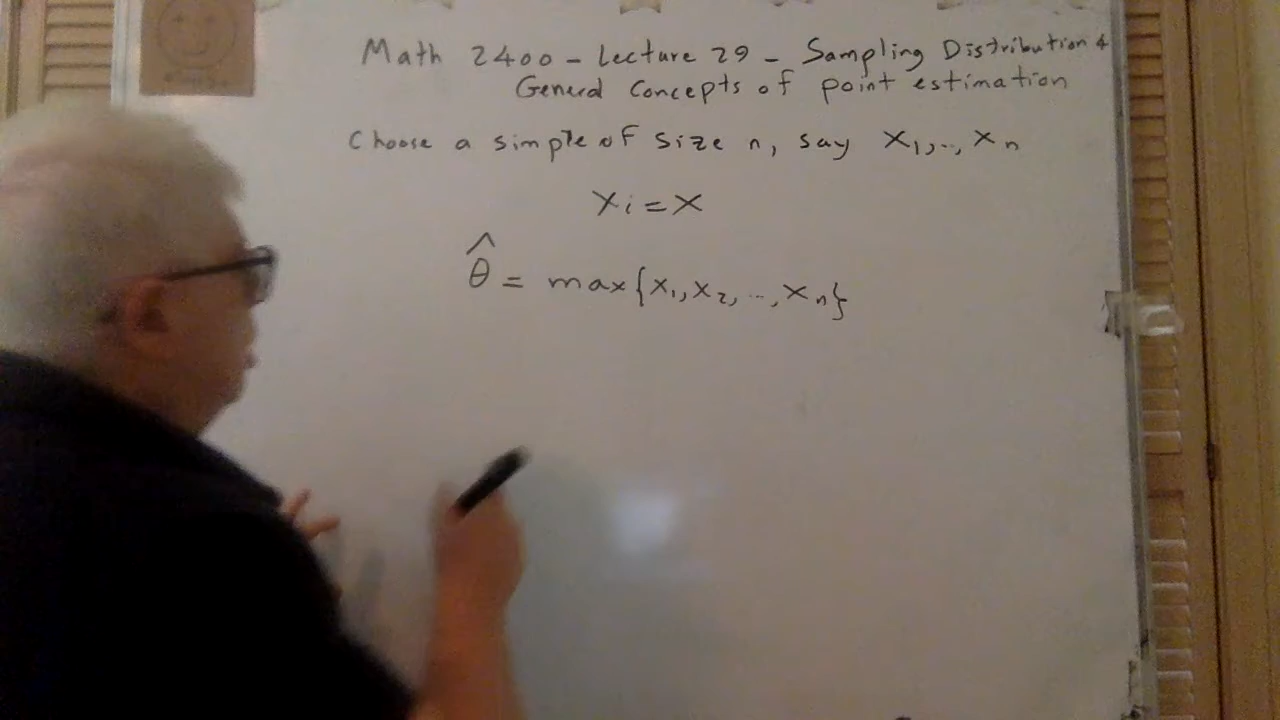 Math 2400 - Lecture 29 - Sampling Distribution &
General Concepts of point estimation
Choose a simple of size n, say X₁,..,Xₙ
Xi = X
θ̂ = max{X₁,X₂,...,Xₙ}